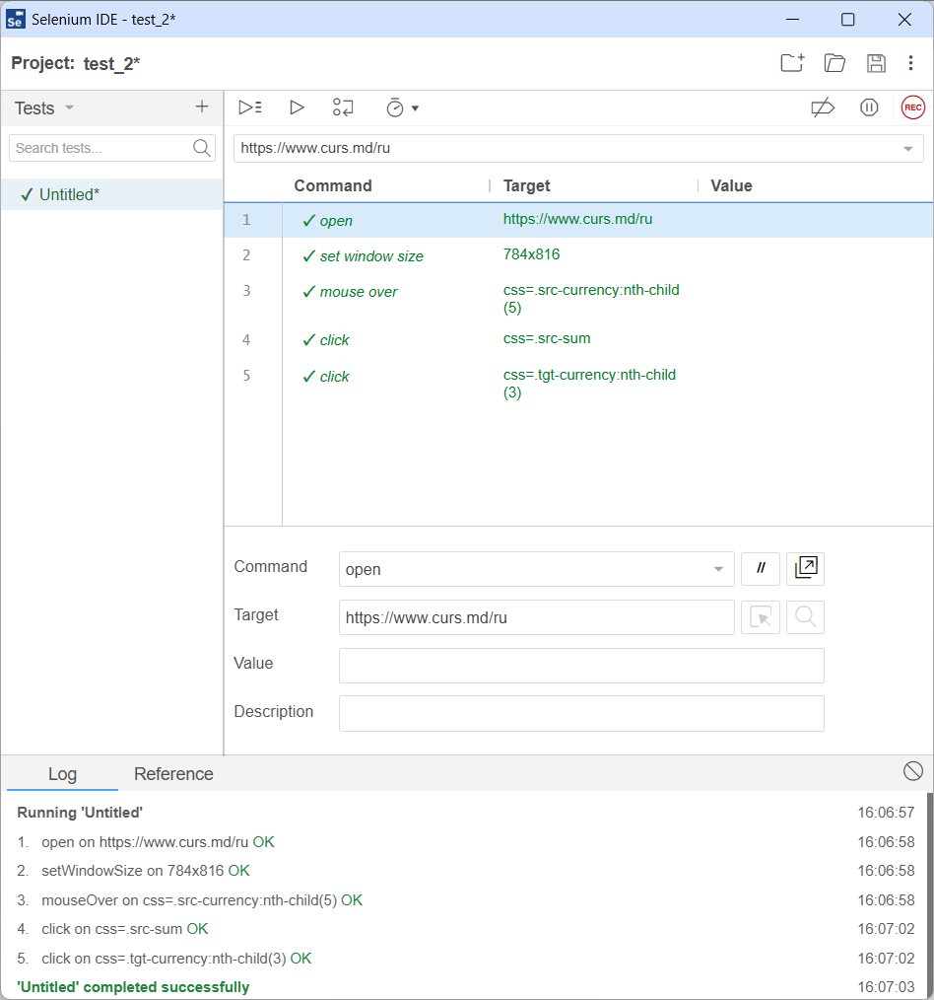 Se Selenium IDE - test_2*
Project: test_2*
Tests
REC
Search tests...
https://www.curs.md/ru
Command Target Value
✓ Untitled*
1 ✓ open https://www.curs.md/ru
2 ✓ set window size 784x816
3 ✓ mouse over css=.src-currency:nth-child
(5)
4 ✓ click css=.src-sum
5 ✓ click css=.tgt-currency:nth-child
(3)
Command open //
Target https://www.curs.md/ru
Value
Description
Log Reference
Running 'Untitled' 16:06:57
1. open on https://www.curs.md/ru OK 16:06:58
2. setWindowSize on 784x816 OK 16:06:58
3. mouseOver on css=.src-currency:nth-child(5) OK 16:06:58
4. click on css=.src-sum OK 16:07:02
5. click on css=.tgt-currency:nth-child(3) OK 16:07:02
'Untitled' completed successfully 16:07:03